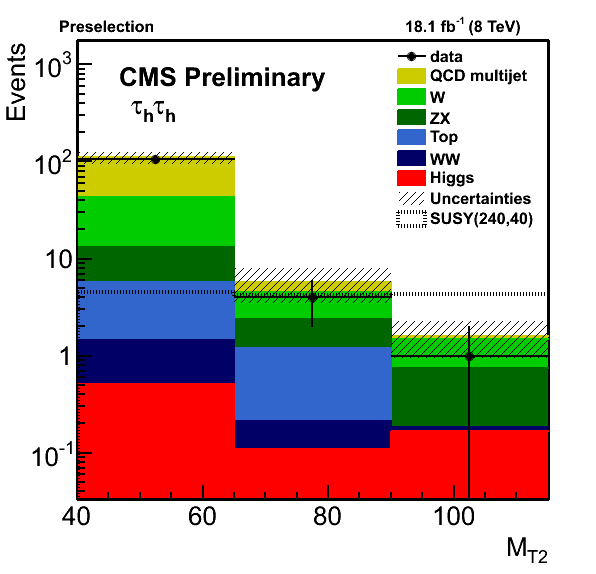 Preselection 18.1 fb⁻¹ (8 TeV)
Events
10³
10²
10
1
10⁻¹
CMS Preliminary
τₕτₕ
data
QCD multijet
W
ZX
Top
WW
Higgs
Uncertainties
SUSY(240,40)
40 60 80 100
M_T2